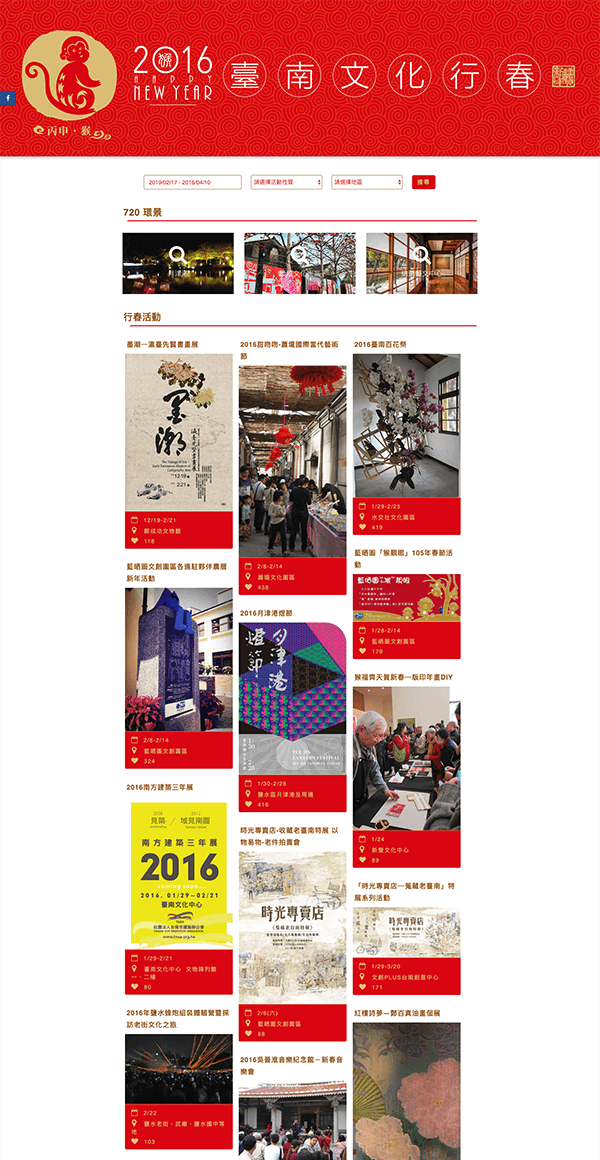 2016
猴
HAPPY
NEW YEAR
臺南文化行春
丙申·猴
f
2019/02/17 - 2016/04/10
請選擇活動性質
請選擇地區
搜尋
720 環景
行春活動
墨潮—瀛臺先賢書畫展
墨潮
12/19-2/21
鄭成功文物館
118
藍晒圖文創園區各進駐夥伴農曆
新年活動
2/8-2/14
藍晒圖文創園區
324
2016南方建築三年展
2010
見築
2012
域見南圖
南方建築三年展
2016
coming soon
2016. 01/29—02/21
臺南文化中心
1/29-2/21
臺南文化中心 文物陳列館
一、二樓
80
2016年鹽水蜂炮組裝體驗營暨探
訪老街文化之旅
2/22
鹽水老街、武廟、鹽水國中等
地
103
2016甜吻吻-蕭壠國際當代藝術
節
2/8-2/14
蕭壠文化園區
438
2016月津港燈節
月津港
燈節
YUEJIN
LANTERN FESTIVAL
1/30-2/28
鹽水區月津港及周邊
416
時光專賣店-收藏老臺南特展 以
物易物-老件拍賣會
時光專賣店
2/6(六)
藍晒圖文創園區
88
2016吳晉淮音樂紀念館－新春音
樂會
2016臺南百花祭
1/29-2/25
水交社文化園區
419
藍晒圖「猴靚眼」105年春節活
動
1/28-2/14
藍晒圖文創園區
179
猴福齊天賀新春—版印年畫DIY
1/24
新營文化中心
89
「時光專賣店—蒐藏老臺南」特
展系列活動
時光專賣店
1/29-3/20
文創PLUS台南創意中心
171
紅樓詩夢－鄭百真油畫個展